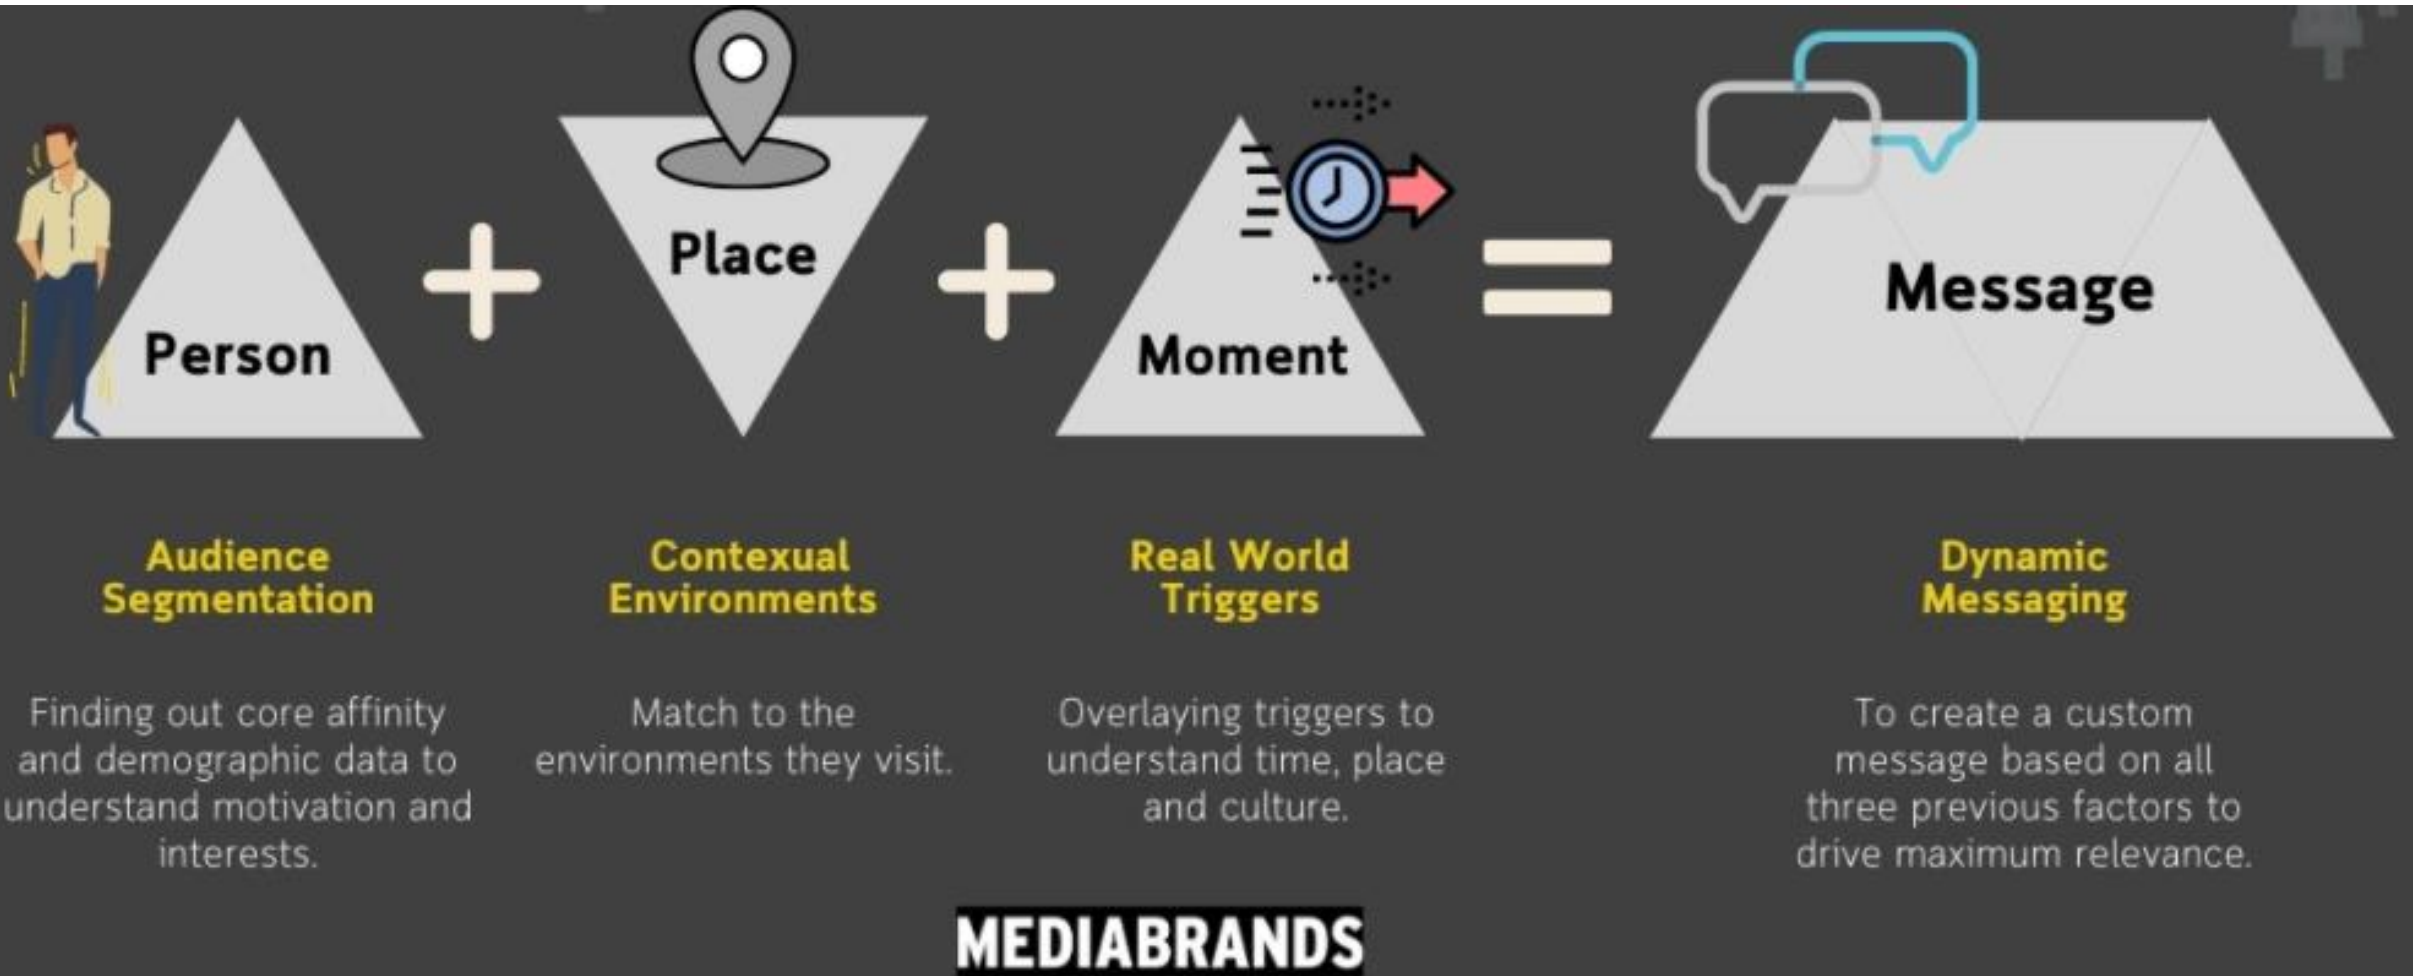 Person
Place
Moment
Message
Audience
Segmentation
Finding out core affinity
and demographic data to
understand motivation and
interests.
Contexual
Environments
Match to the
environments they visit.
Real World
Triggers
Overlaying triggers to
understand time, place
and culture.
Dynamic
Messaging
To create a custom
message based on all
three previous factors to
drive maximum relevance.
MEDIABRANDS